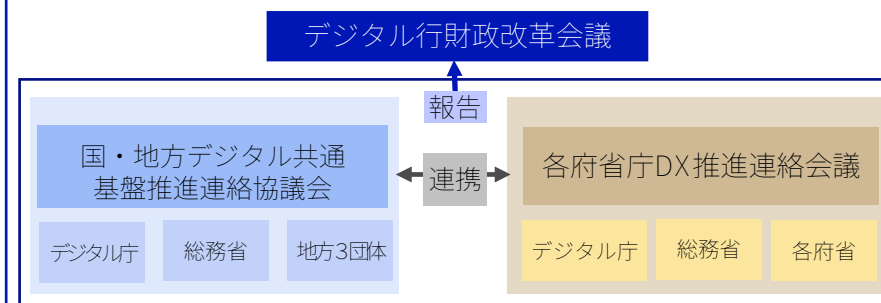 デジタル行財政改革会議
報告
国・地方デジタル共通
基盤推進連絡協議会
連携
各府省庁DX推進連絡会議
デジタル庁
総務省
地方3団体
デジタル庁
総務省
各府省